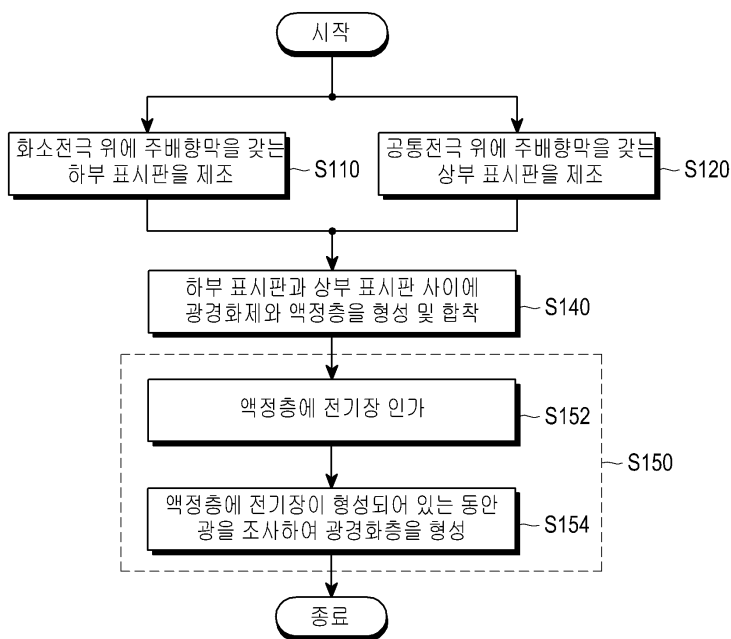 시작
화소전극 위에 주배향막을 갖는
하부 표시판을 제조
S110
공통전극 위에 주배향막을 갖는
상부 표시판을 제조
S120
하부 표시판과 상부 표시판 사이에
광경화제와 액정층을 형성 및 합착
S140
액정층에 전기장 인가
S152
S150
액정층에 전기장이 형성되어 있는 동안
광을 조사하여 광경화층을 형성
S154
종료